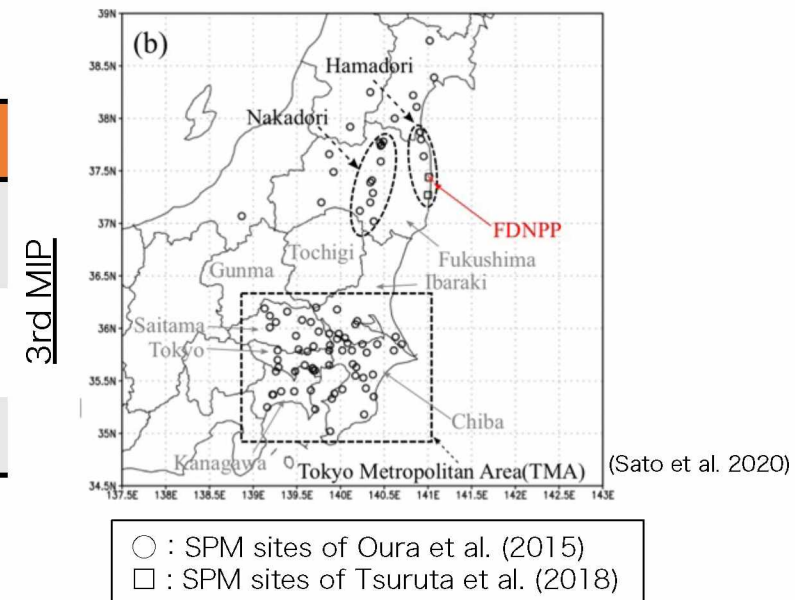 3rd MIP
(b)
39N
38.5N
38N
37.5N
37N
36.5N
36N
35.5N
35N
34.5N
137.5E 138E 138.5E 139E 139.5E 140E 140.5E 141E 141.5E 142E 142.5E 143E
Hamadori
Nakadori
FDNPP
Tochigi
Fukushima
Gunma
Ibaraki
Saitama
Tokyo
Chiba
Kanagawa
Tokyo Metropolitan Area(TMA)
(Sato et al. 2020)
○ : SPM sites of Oura et al. (2015)
□ : SPM sites of Tsuruta et al. (2018)